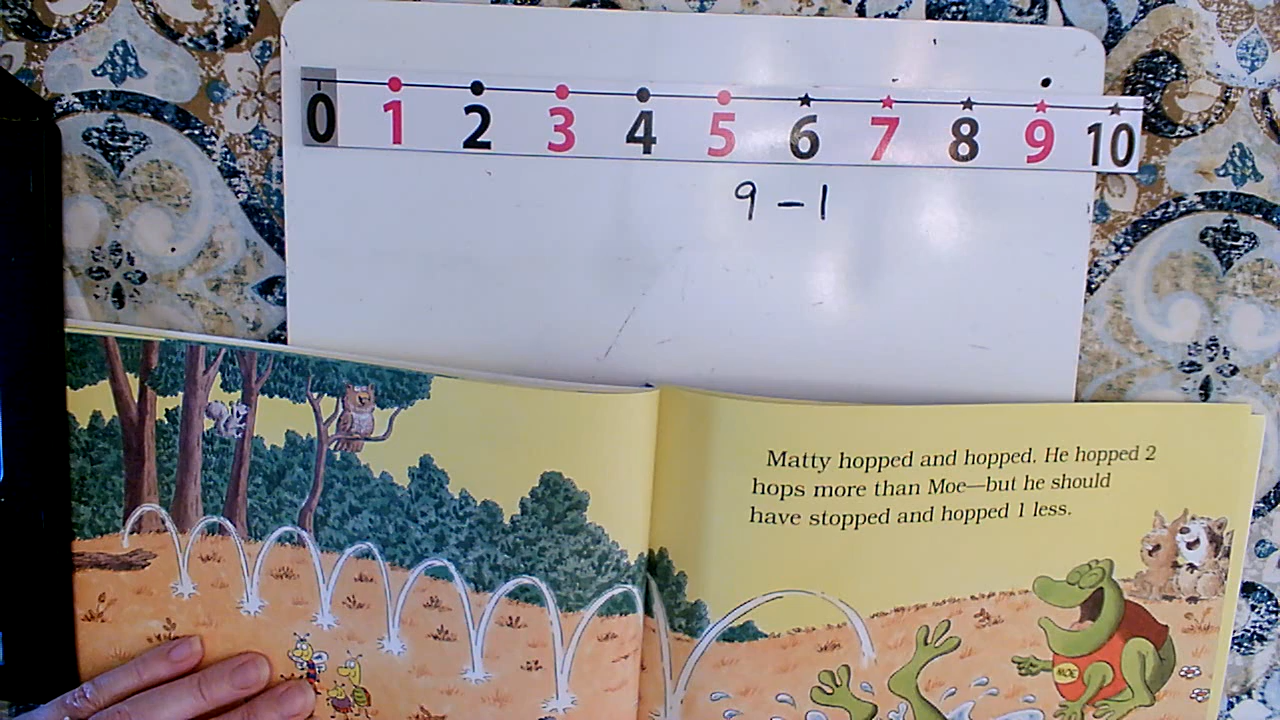 0 1 2 3 4 5 6 7 8 9 10
9 – 1
Matty hopped and hopped. He hopped 2
hops more than Moe—but he should
have stopped and hopped 1 less.
MOE